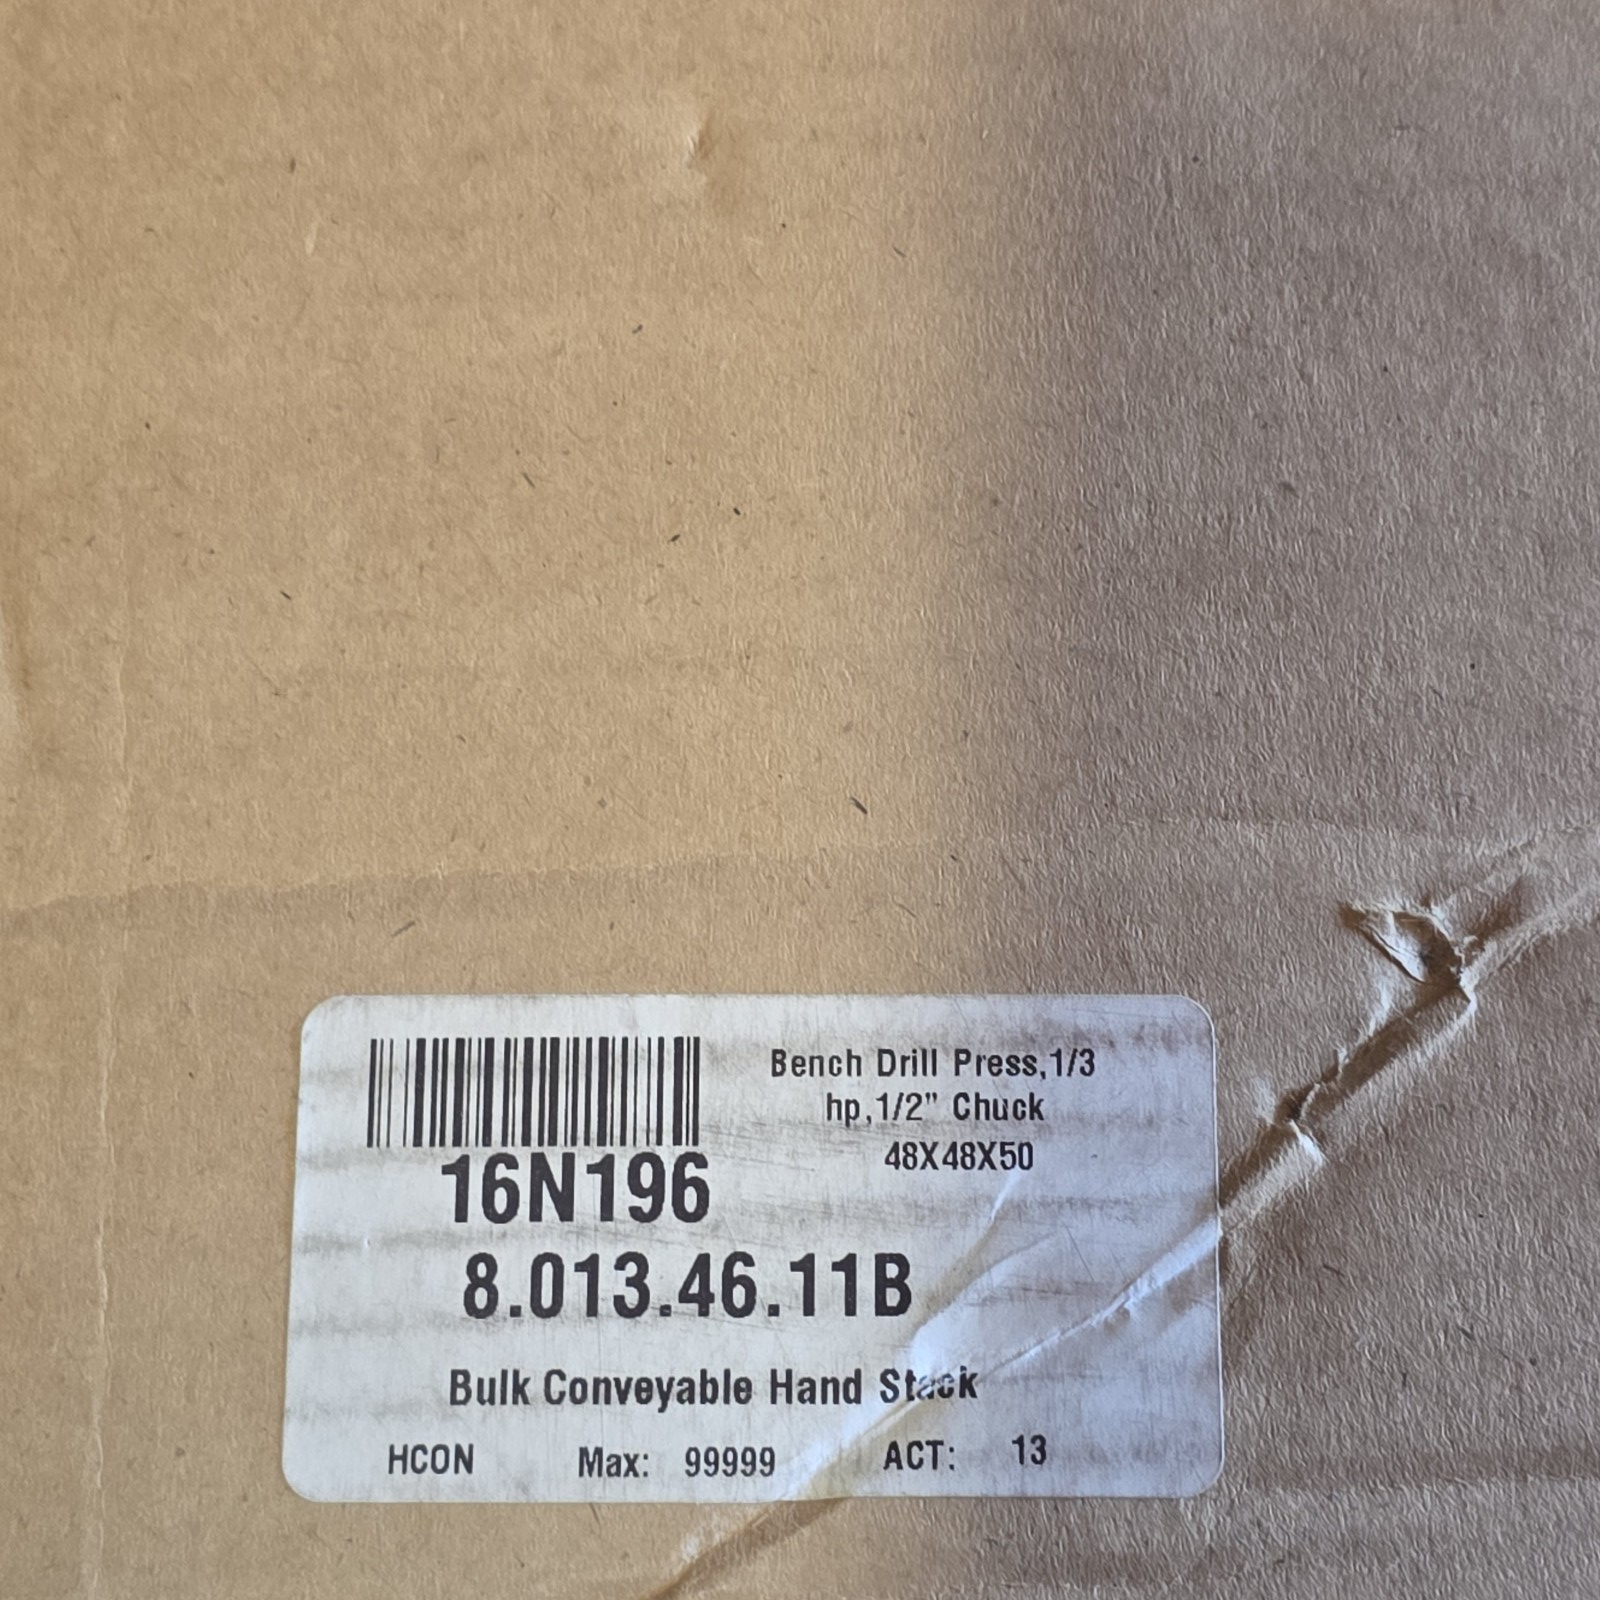 Bench Drill Press,1/3
hp,1/2" Chuck
48X48X50
16N196
8.013.46.11B
Bulk Conveyable Hand Stack
HCON Max: 99999 ACT: 13